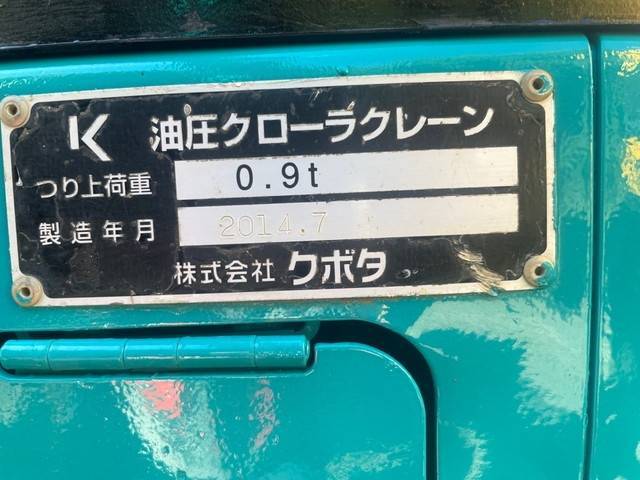 K 油圧クローラクレーン
つり上荷重 0.9t
製造年月 2014.7
株式会社 クボタ